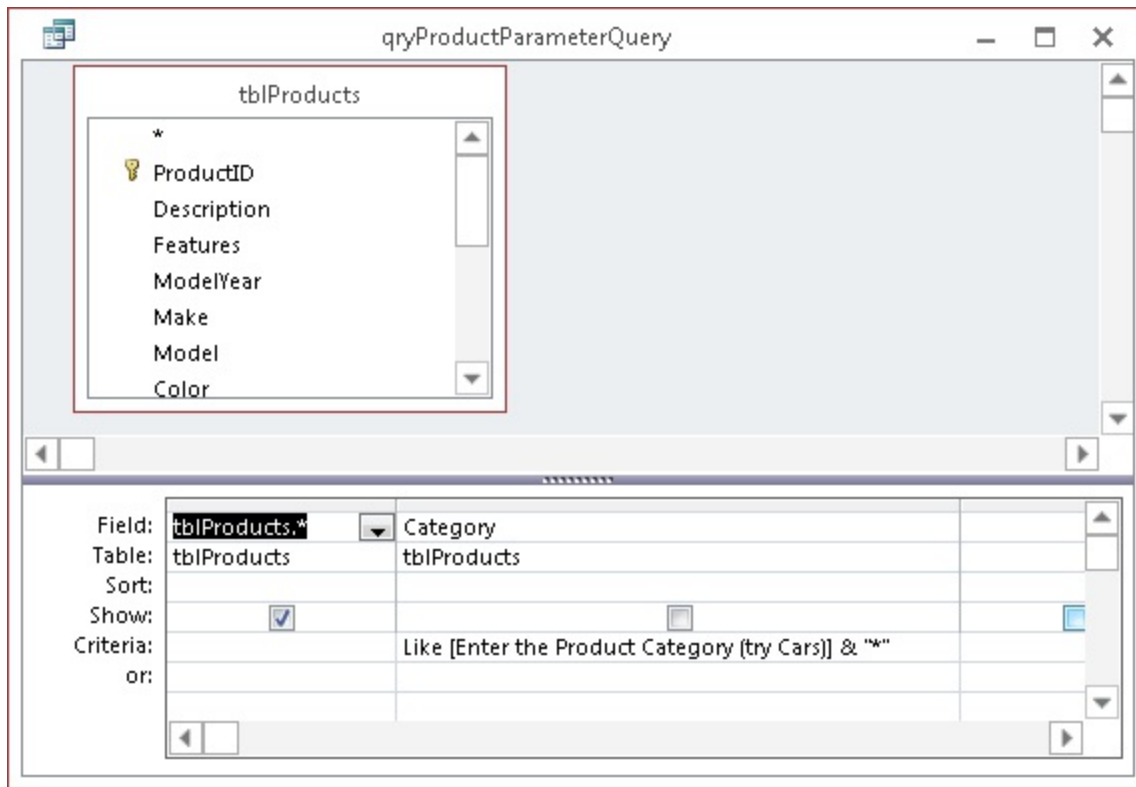 qryProductParameterQuery
tblProducts
*
ProductID
Description
Features
ModelYear
Make
Model
Color
Field: tblProducts.* Category
Table: tblProducts tblProducts
Sort:
Show:
Criteria: Like [Enter the Product Category (try Cars)] & "*"
or: